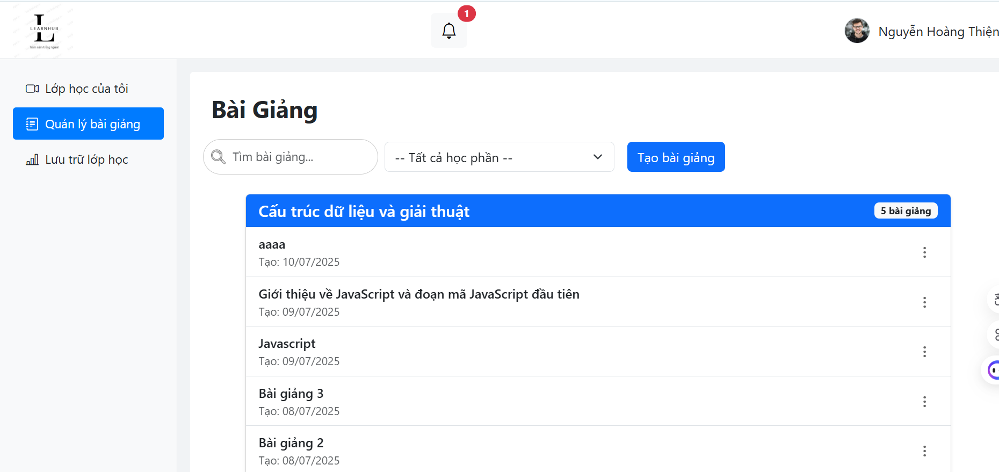 L
LEARNHUB
Trăm năm trồng người
1
Nguyễn Hoàng Thiện
Lớp học của tôi
Quản lý bài giảng
Lưu trữ lớp học
Bài Giảng
Tìm bài giảng...
-- Tất cả học phần --
Tạo bài giảng
Cấu trúc dữ liệu và giải thuật
5 bài giảng
aaaa
Tạo: 10/07/2025
Giới thiệu về JavaScript và đoạn mã JavaScript đầu tiên
Tạo: 09/07/2025
Javascript
Tạo: 09/07/2025
Bài giảng 3
Tạo: 08/07/2025
Bài giảng 2
Tạo: 08/07/2025